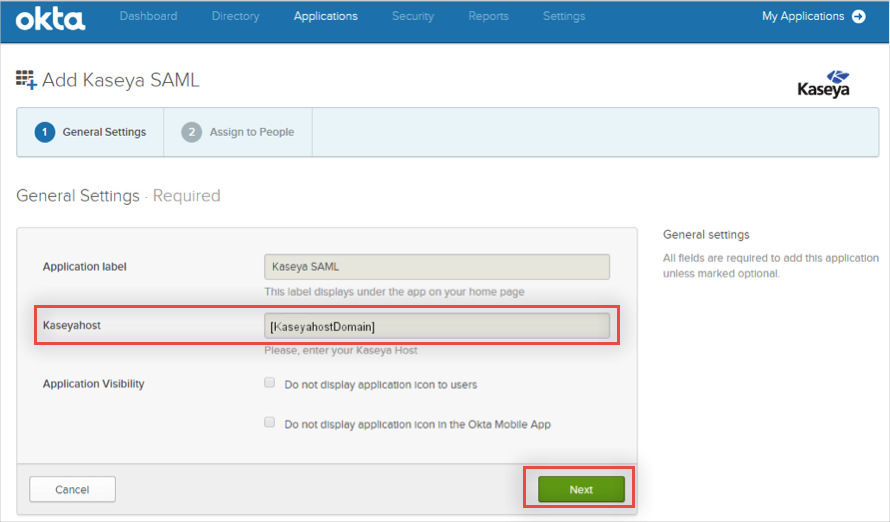 okta Dashboard Directory Applications Security Reports Settings My Applications
Add Kaseya SAML
Kaseya
1 General Settings 2 Assign to People
General Settings · Required
General settings
All fields are required to add this application
unless marked optional.
Application label Kaseya SAML
This label displays under the app on your home page
Kaseyahost [KaseyahostDomain]
Please, enter your Kaseya Host
Application Visibility Do not display application icon to users
Do not display application icon in the Okta Mobile App
Cancel Next